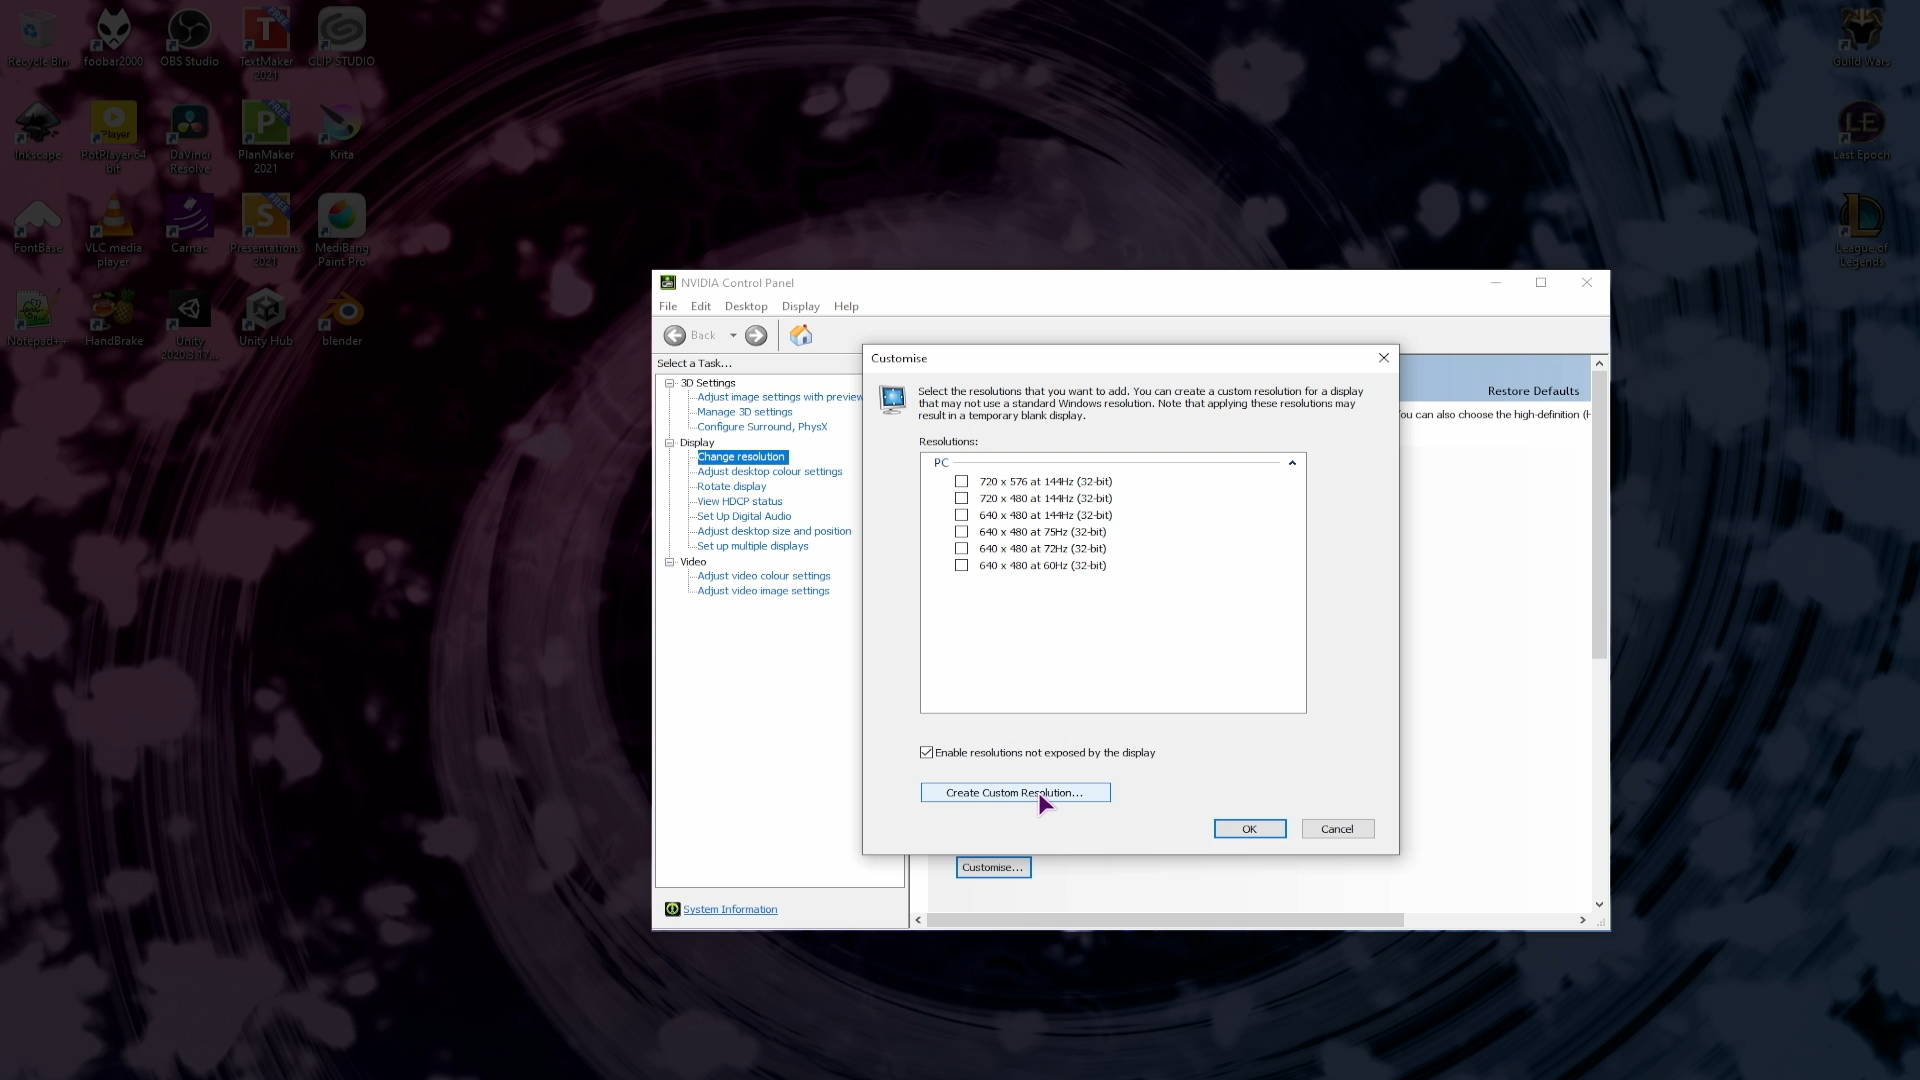 Recycle Bin
foobar2000
OBS Studio
TextMaker
2021
CLIP STUDIO
Guild Wars
Inkscape
PotPlayer 64
bit
DaVinci
Resolve
PlanMaker
2021
Krita
Last Epoch
FontBase
VLC media
player
Carnac
Presentations
2021
MediBang
Paint Pro
League of
Legends
Notepad++
HandBrake
Unity
2020.3.17...
Unity Hub
blender
NVIDIA Control Panel
File Edit Desktop Display Help
Back
Select a Task...
3D Settings
Adjust image settings with preview
Manage 3D settings
Configure Surround, PhysX
Display
Change resolution
Adjust desktop colour settings
Rotate display
View HDCP status
Set Up Digital Audio
Adjust desktop size and position
Set up multiple displays
Video
Adjust video colour settings
Adjust video image settings
System Information
Restore Defaults
You can also choose the high-definition (H
Customise
Select the resolutions that you want to add. You can create a custom resolution for a display
that may not use a standard Windows resolution. Note that applying these resolutions may
result in a temporary blank display.
Resolutions:
PC
720 x 576 at 144Hz (32-bit)
720 x 480 at 144Hz (32-bit)
640 x 480 at 144Hz (32-bit)
640 x 480 at 75Hz (32-bit)
640 x 480 at 72Hz (32-bit)
640 x 480 at 60Hz (32-bit)
Enable resolutions not exposed by the display
Create Custom Resolution...
OK
Cancel
Customise...